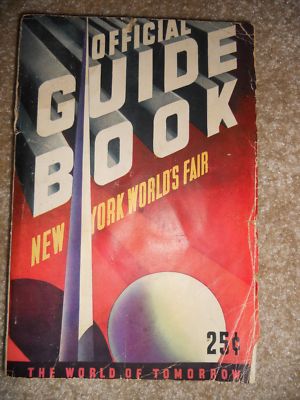 OFFICIAL
GUIDE
BOOK
NEW YORK WORLD'S FAIR
25¢
THE WORLD OF TOMORROW